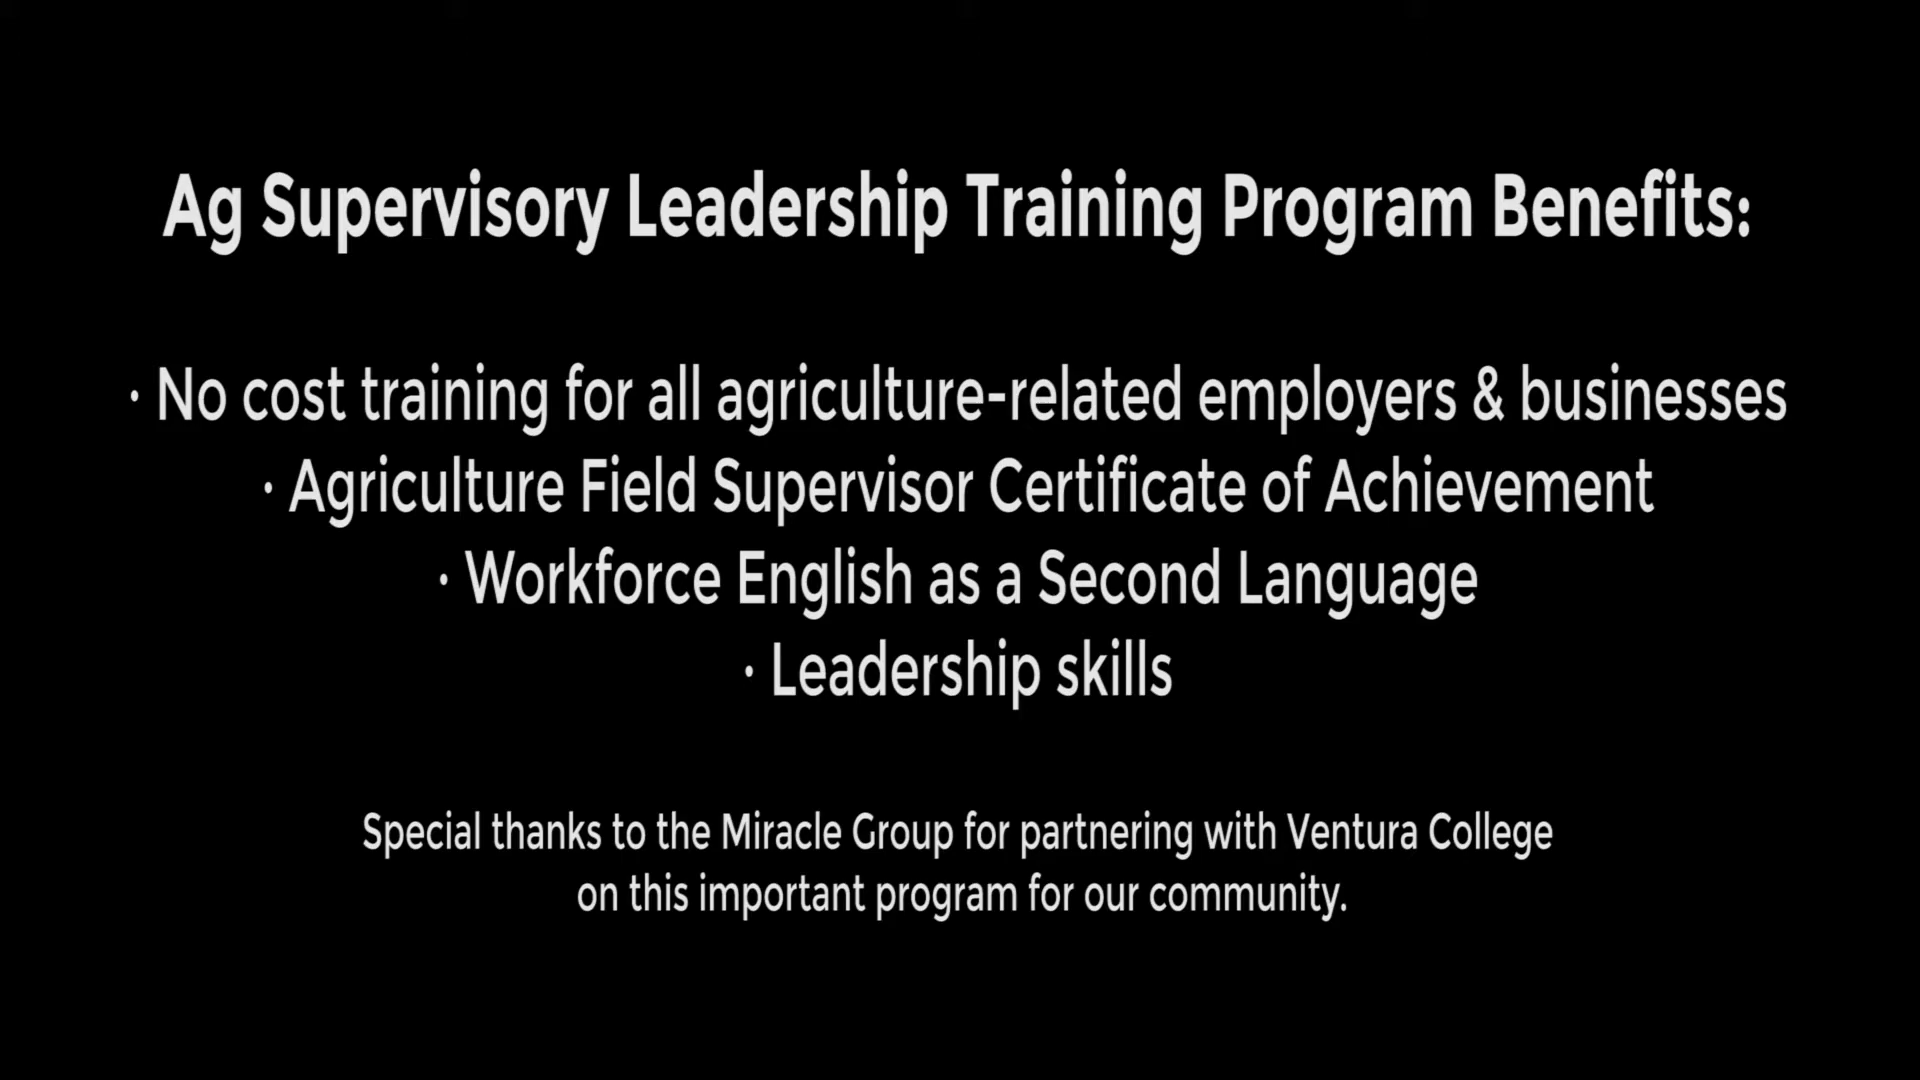 Ag Supervisory Leadership Training Program Benefits:
· No cost training for all agriculture-related employers & businesses
· Agriculture Field Supervisor Certificate of Achievement
· Workforce English as a Second Language
· Leadership skills
Special thanks to the Miracle Group for partnering with Ventura College
on this important program for our community.